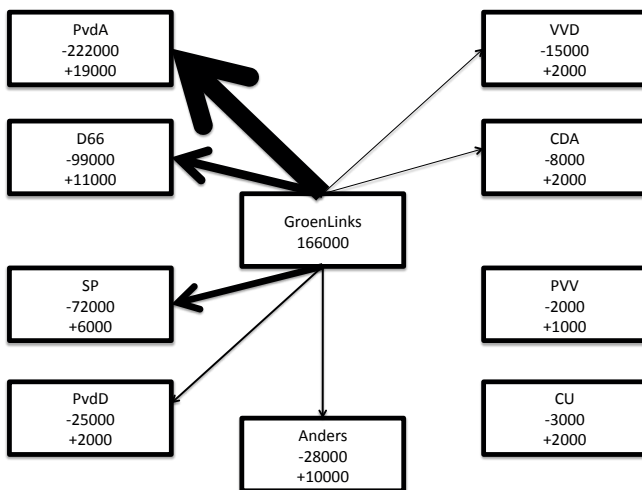 PvdA
-222000
+19000
VVD
-15000
+2000
D66
-99000
+11000
CDA
-8000
+2000
GroenLinks
166000
SP
-72000
+6000
PVV
-2000
+1000
PvdD
-25000
+2000
Anders
-28000
+10000
CU
-3000
+2000